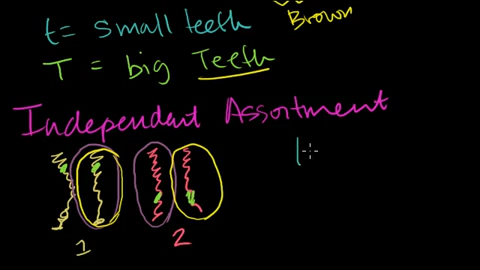 t = small teeth
Brown
T = big Teeth
Independent Assortment
1
2